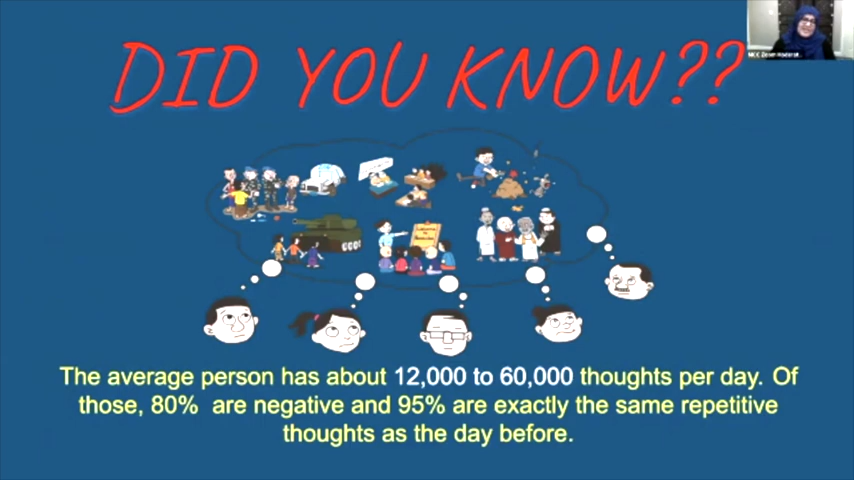 DID YOU KNOW??
The average person has about 12,000 to 60,000 thoughts per day. Of
those, 80% are negative and 95% are exactly the same repetitive
thoughts as the day before.